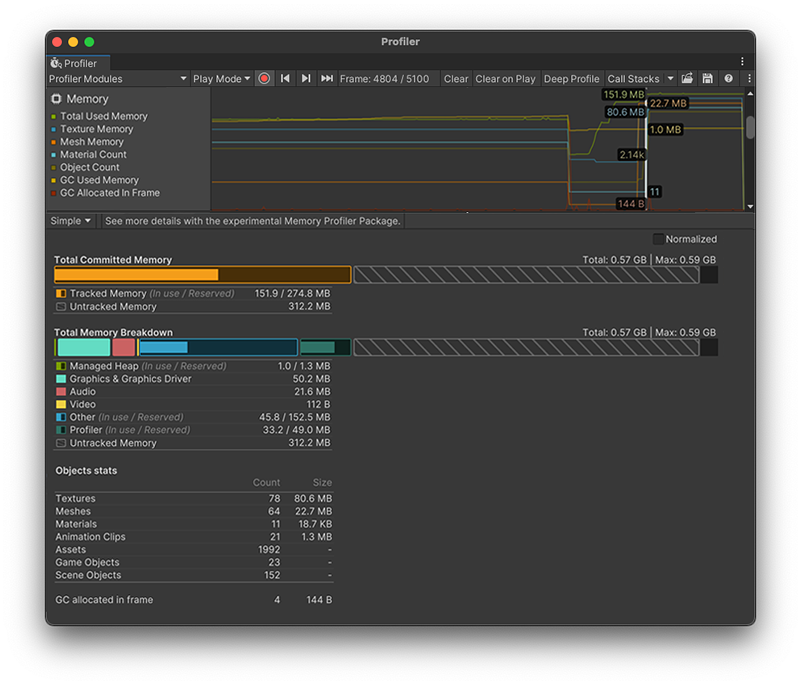 Profiler
Profiler
Profiler Modules Play Mode Frame: 4804 / 5100 Clear Clear on Play Deep Profile Call Stacks
Memory
Total Used Memory
Texture Memory
Mesh Memory
Material Count
Object Count
GC Used Memory
GC Allocated In Frame
151.9 MB
22.7 MB
80.6 MB
1.0 MB
2.14k
11
144 B
Simple See more details with the experimental Memory Profiler Package.
Normalized
Total Committed Memory Total: 0.57 GB | Max: 0.59 GB
Tracked Memory (In use / Reserved) 151.9 / 274.8 MB
Untracked Memory 312.2 MB
Total Memory Breakdown Total: 0.57 GB | Max: 0.59 GB
Managed Heap (In use / Reserved) 1.0 / 1.3 MB
Graphics & Graphics Driver 50.2 MB
Audio 21.6 MB
Video 112 B
Other (In use / Reserved) 45.8 / 152.5 MB
Profiler (In use / Reserved) 33.2 / 49.0 MB
Untracked Memory 312.2 MB
Objects stats
Count Size
Textures 78 80.6 MB
Meshes 64 22.7 MB
Materials 11 18.7 KB
Animation Clips 21 1.3 MB
Assets 1992 -
Game Objects 23 -
Scene Objects 152 -
GC allocated in frame 4 144 B